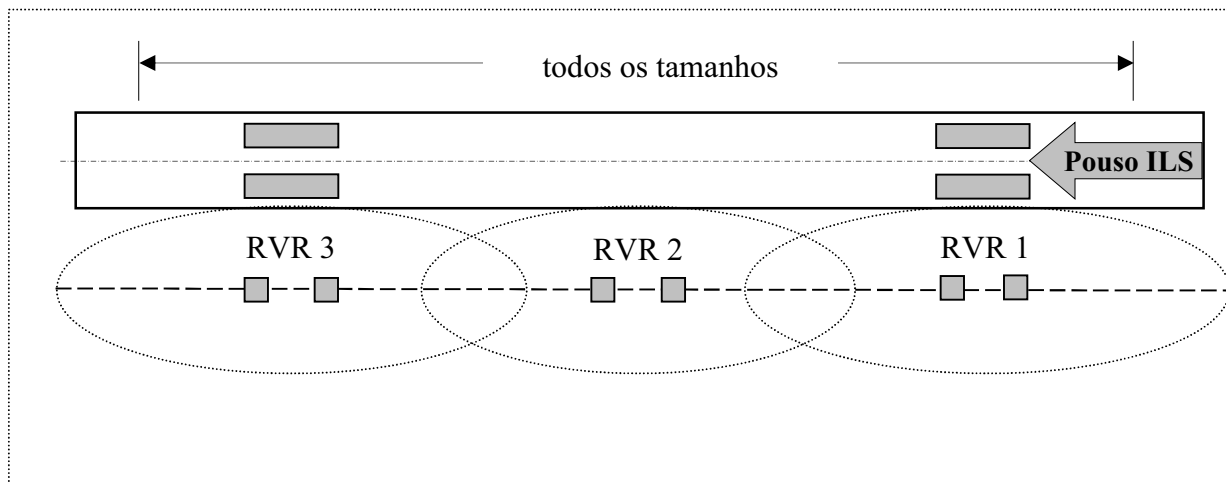 todos os tamanhos
Pouso ILS
RVR 3
RVR 2
RVR 1